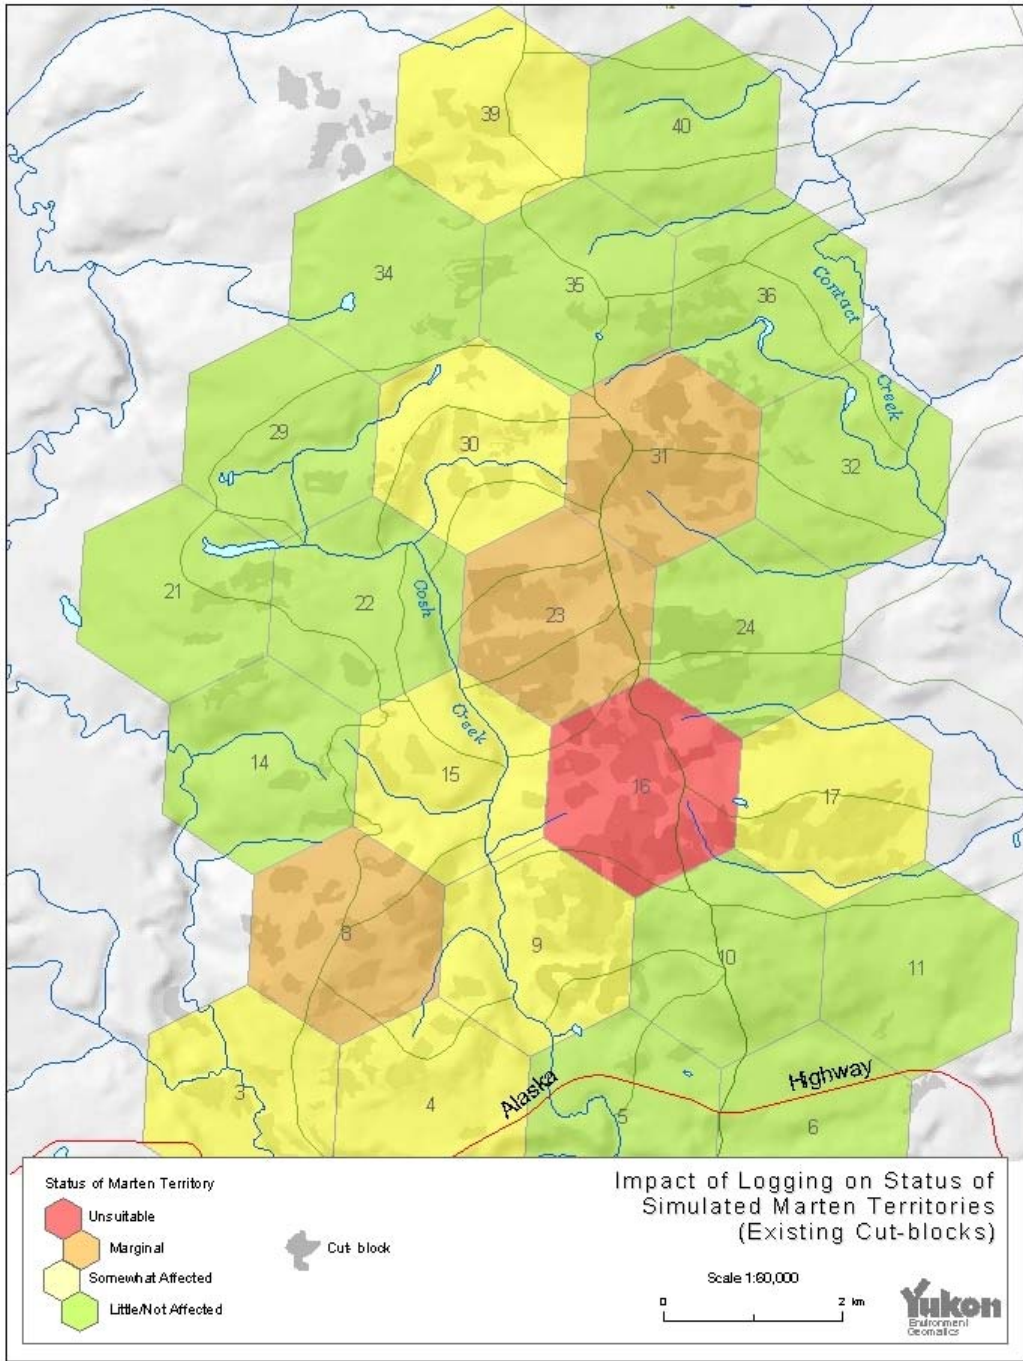 39
40
34
35
36
Contact
Creek
29
30
31
32
21
22
Cosh
23
24
Creek
14
15
16
17
8
9
10
11
3
4
Alaska
Highway
5
6
Status of Marten Territory
Unsuitable
Marginal
Somewhat Affected
Little/Not Affected
Cut-block
Impact of Logging on Status of
Simulated Marten Territories
(Existing Cut-blocks)
Scale 1:60,000
0 2 km
Yukon
Environment
Geomatics